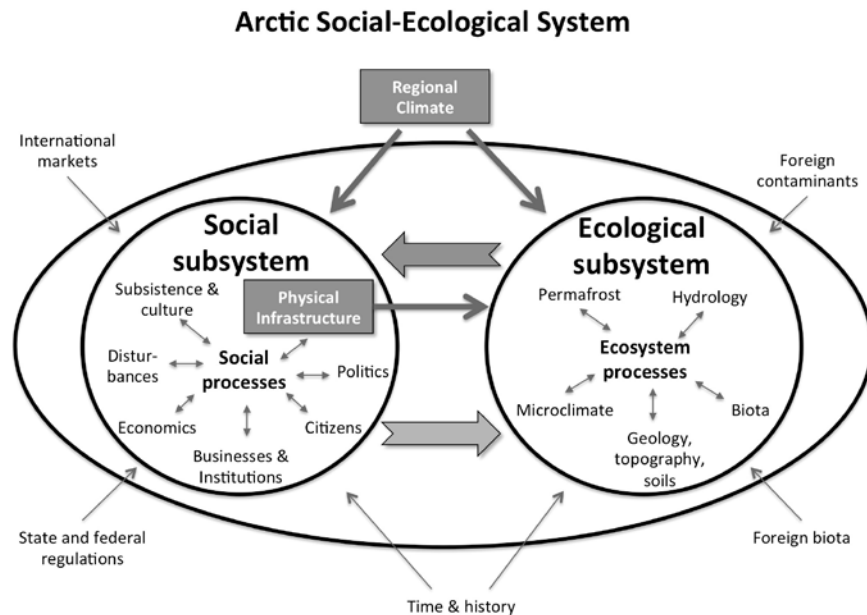 Arctic Social-Ecological System
Regional
Climate
International
markets
Foreign
contaminants
Social
subsystem
Ecological
subsystem
Subsistence &
culture
Physical
Infrastructure
Permafrost
Hydrology
Distur-
bances
Social
processes
Politics
Ecosystem
processes
Economics
Citizens
Microclimate
Biota
Businesses &
Institutions
Geology,
topography,
soils
State and federal
regulations
Foreign biota
Time & history